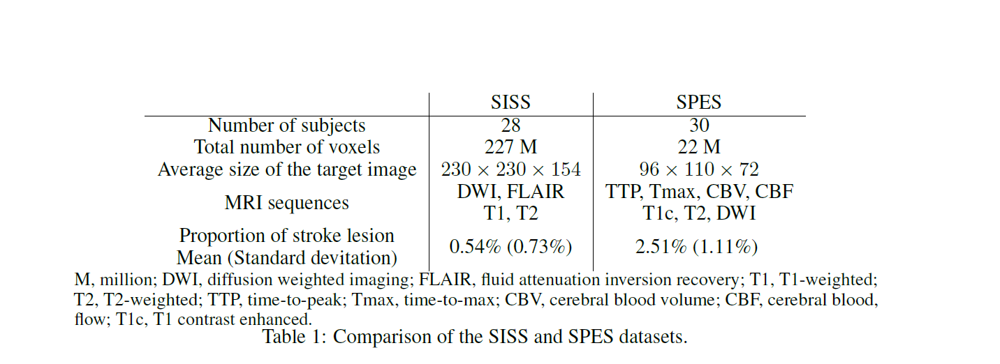 SISS SPES
Number of subjects 28 30
Total number of voxels 227 M 22 M
Average size of the target image 230 × 230 × 154 96 × 110 × 72
MRI sequences DWI, FLAIR TTP, Tmax, CBV, CBF
T1, T2 T1c, T2, DWI
Proportion of stroke lesion
Mean (Standard devitation) 0.54% (0.73%) 2.51% (1.11%)
M, million; DWI, diffusion weighted imaging; FLAIR, fluid attenuation inversion recovery; T1, T1-weighted;
T2, T2-weighted; TTP, time-to-peak; Tmax, time-to-max; CBV, cerebral blood volume; CBF, cerebral blood,
flow; T1c, T1 contrast enhanced.
Table 1: Comparison of the SISS and SPES datasets.